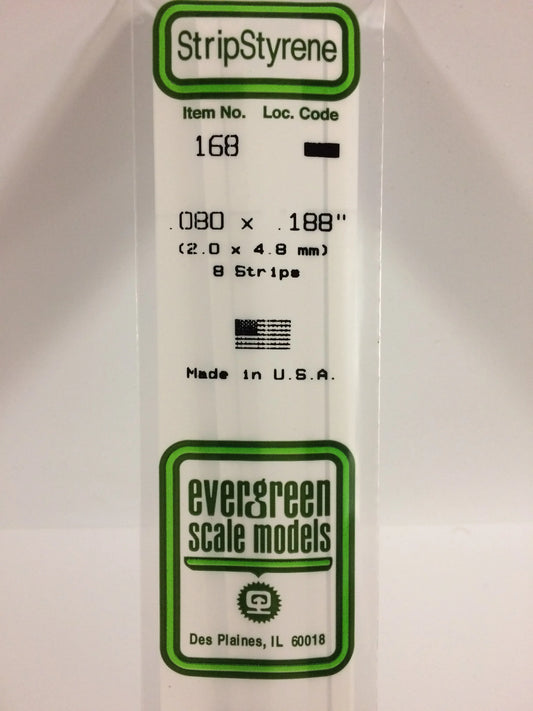 StripStyrene
Item No. Loc. Code
168
.080 x .188"
(2.0 x 4.8 mm)
8 Strips
Made in U.S.A.
evergreen
scale models
Des Plaines, IL 60018